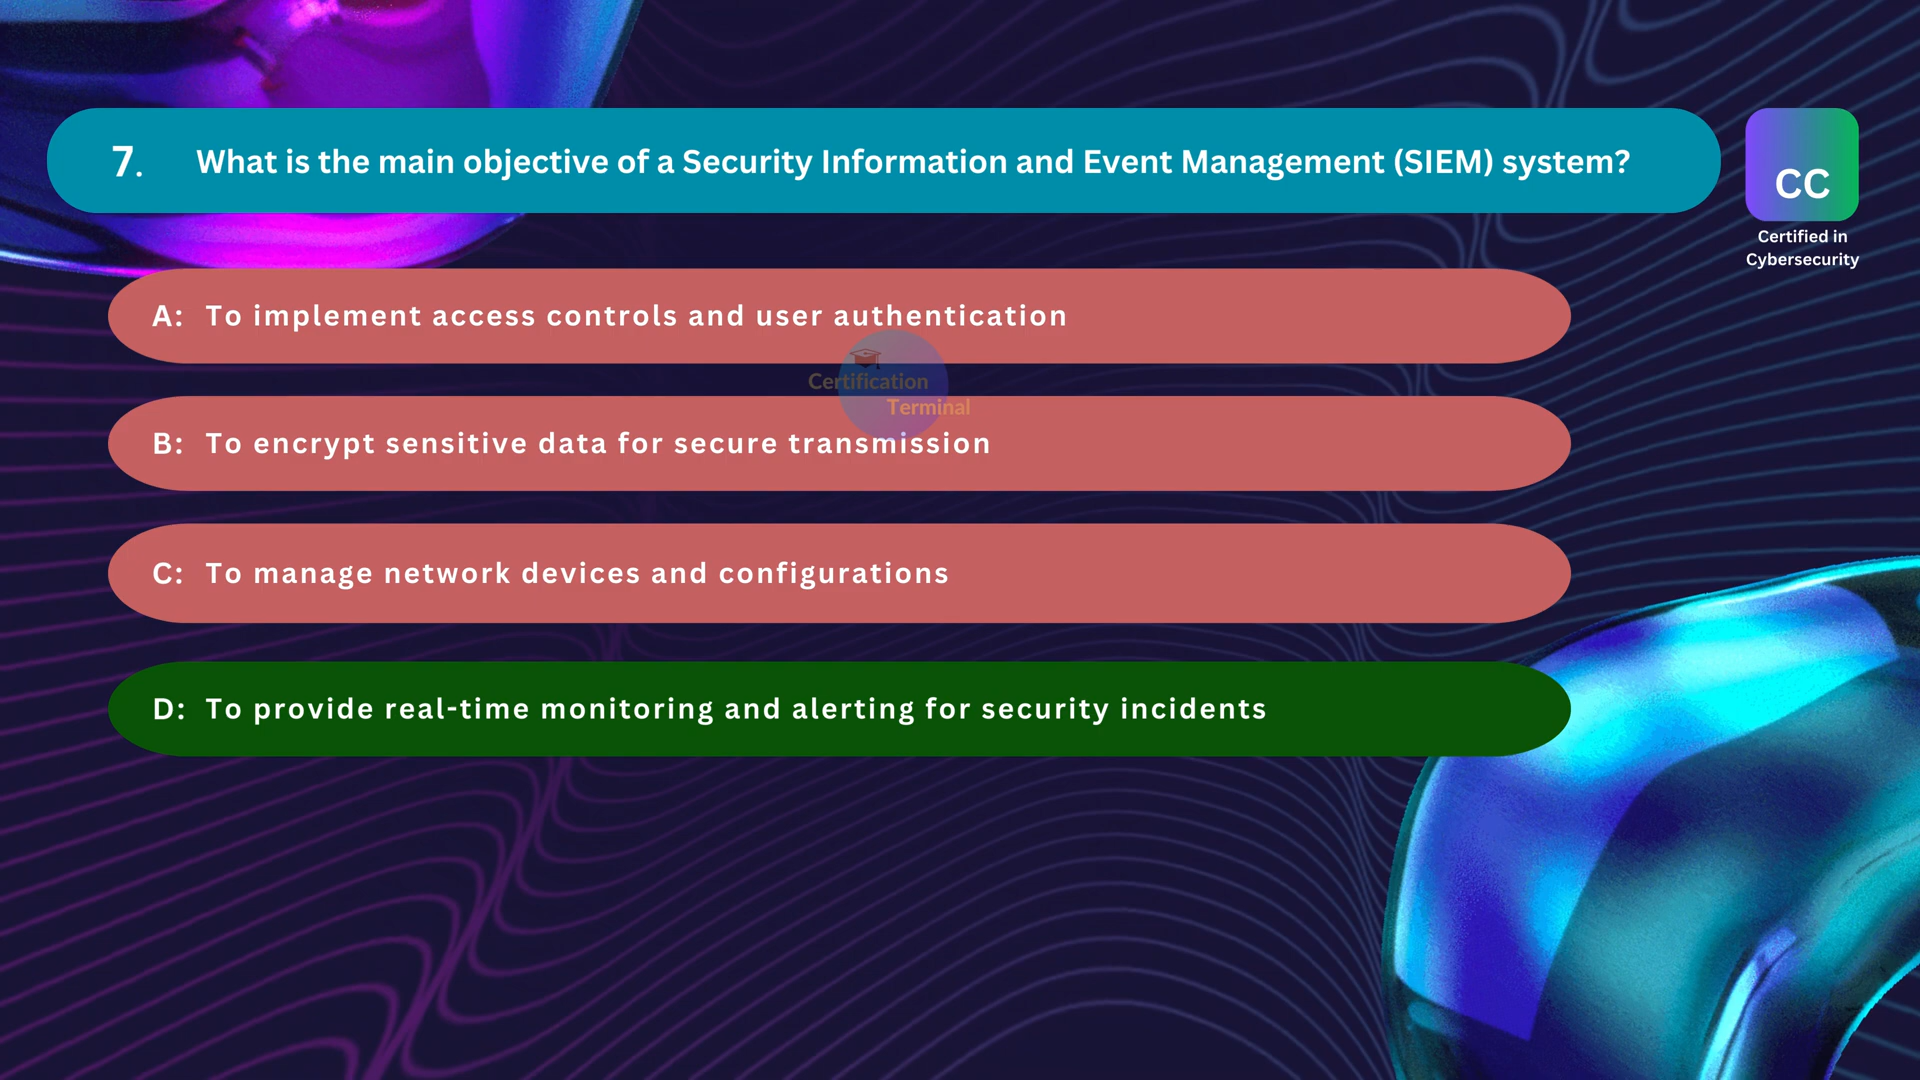 7. What is the main objective of a Security Information and Event Management (SIEM) system?
CC
Certified in
Cybersecurity
A: To implement access controls and user authentication
Certification
Terminal
B: To encrypt sensitive data for secure transmission
C: To manage network devices and configurations
D: To provide real-time monitoring and alerting for security incidents